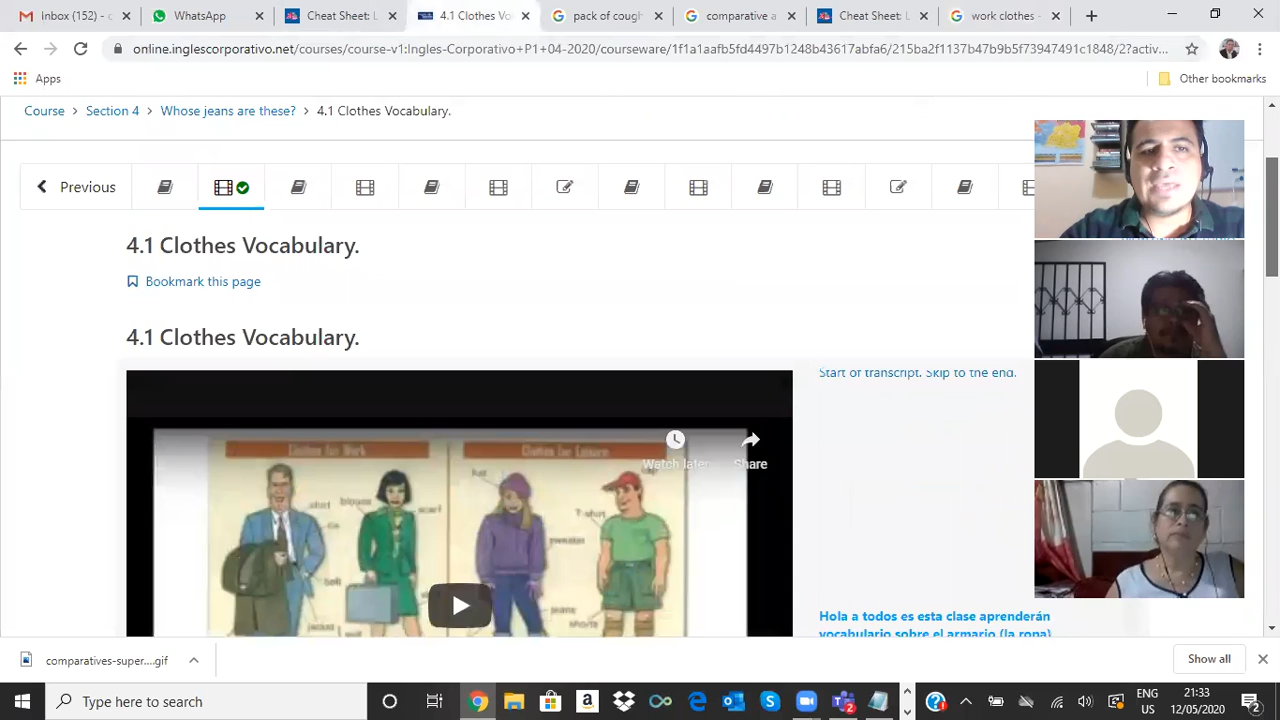 Inbox (152) - c
WhatsApp
Cheat Sheet: L
4.1 Clothes Vo
pack of cough
comparative a
Cheat Sheet: L
work clothes -
online.inglescorporativo.net/courses/course-v1:Ingles-Corporativo+P1+04-2020/courseware/1f1a1aafb5fd4497b1248b43617abfa6/215ba2f1137b47b9b5f73947491c1848/2?activ...
Apps
Other bookmarks
Course > Section 4 > Whose jeans are these? > 4.1 Clothes Vocabulary.
Previous
4.1 Clothes Vocabulary.
Bookmark this page
4.1 Clothes Vocabulary.
Start of transcript. Skip to the end.
Clothes for Work
Clothes for Leisure
Watch later
Share
hat
shirt
blouse
scarf
T-shirt
tie
sweater
belt
jeans
shorts
Hola a todos es esta clase aprenderán
vocabulario sobre el armario (la ropa)
comparatives-super....gif
Show all
Type here to search
ENG
US
21:33
12/05/2020